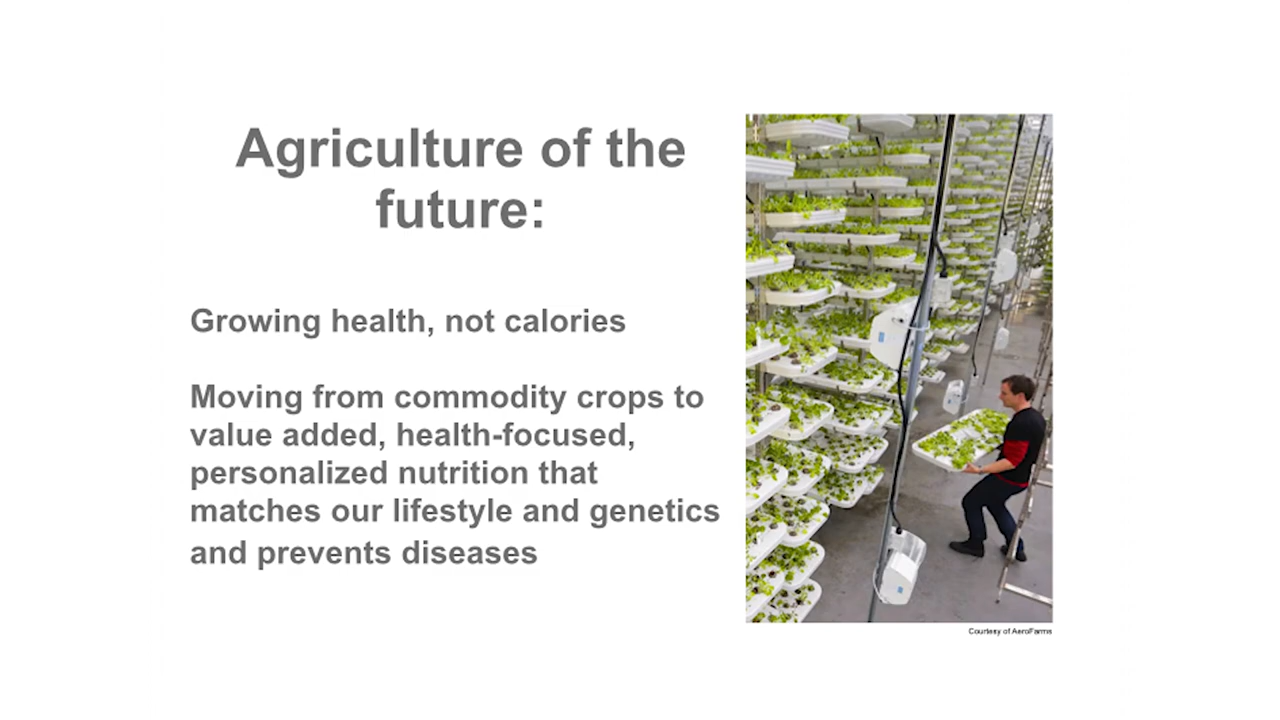 Agriculture of the
future:
Growing health, not calories
Moving from commodity crops to
value added, health-focused,
personalized nutrition that
matches our lifestyle and genetics
and prevents diseases
Courtesy of AeroFarms